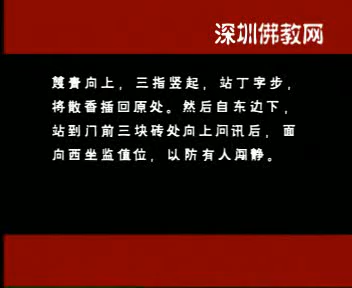 深圳佛教网
向上，三指竖起，站丁字步，
将散香插回原处。然后自东边下，
站到门前三块砖处向上问讯后，面
向西坐监值位，以防有人闯静。